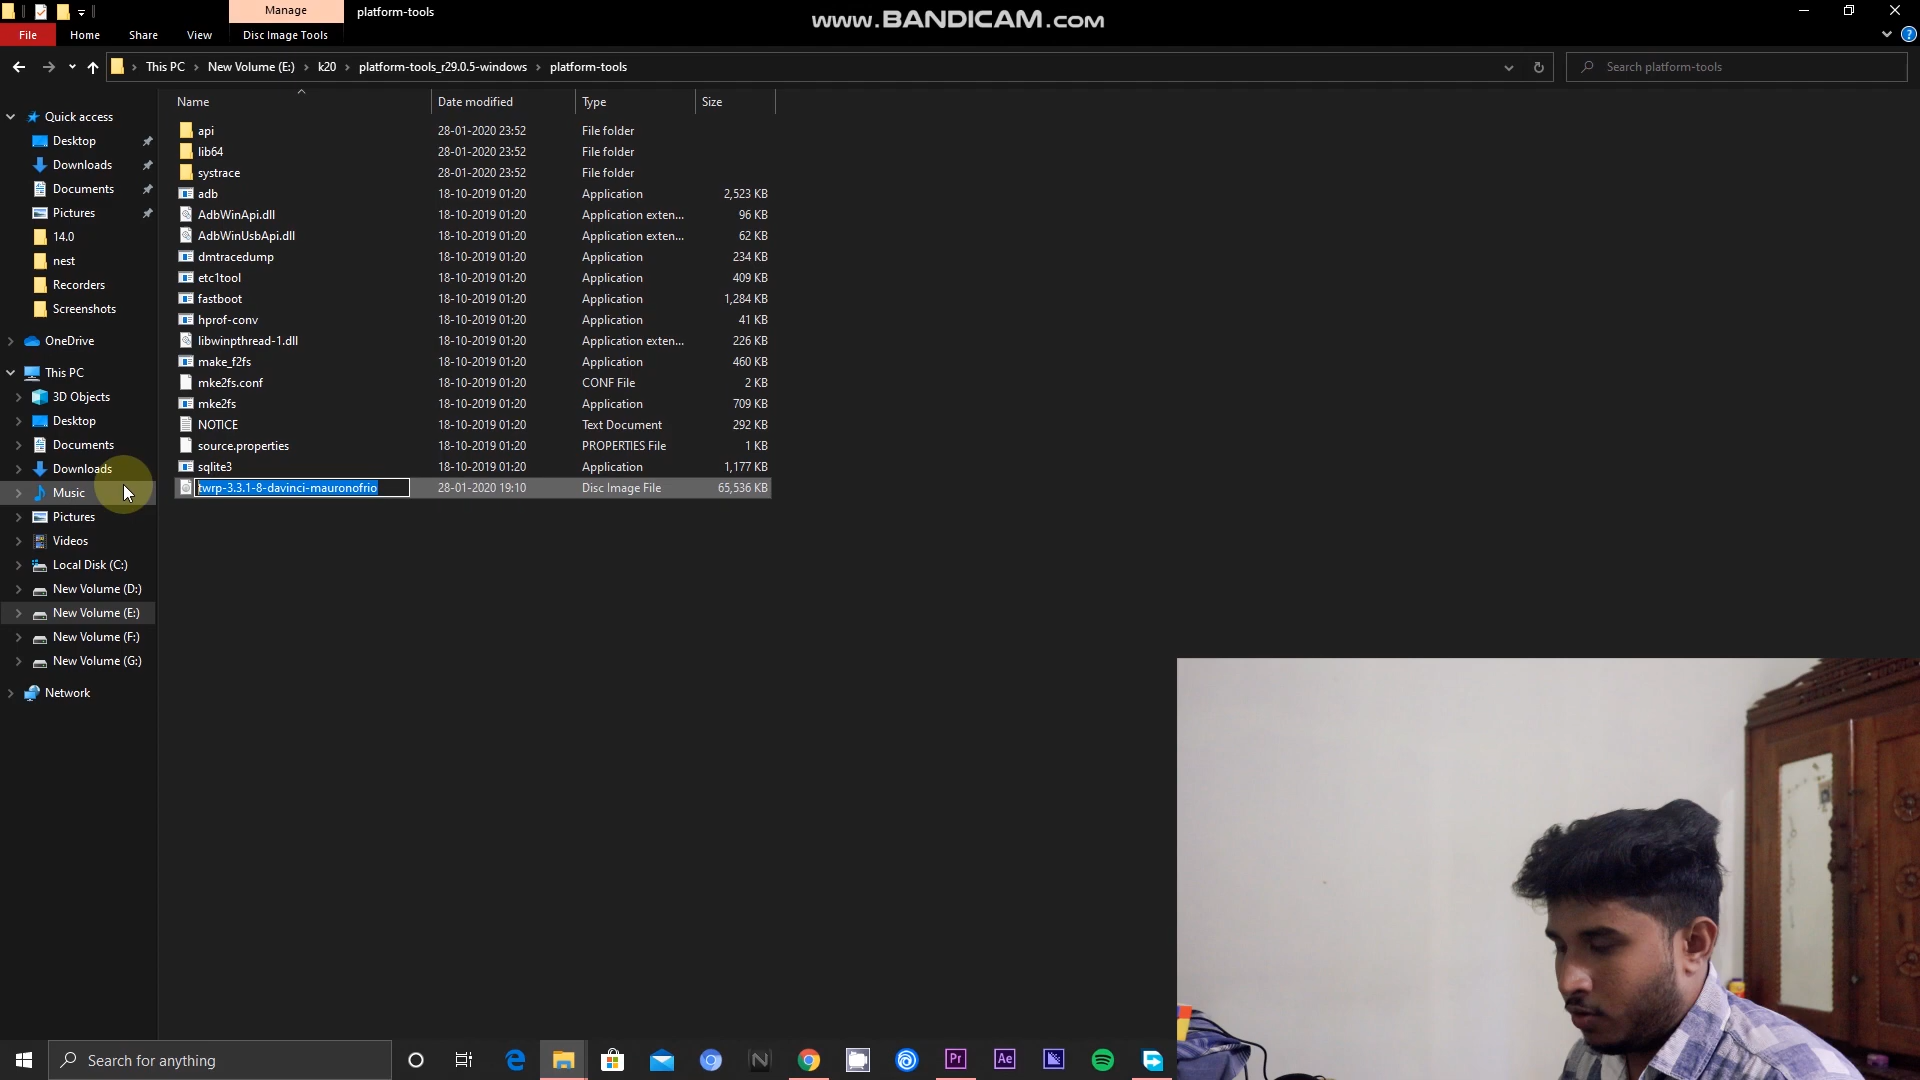 Manage
platform-tools
www.BANDICAM.com
File
Home
Share
View
Disc Image Tools
This PC
New Volume (E:)
k20
platform-tools_r29.0.5-windows
platform-tools
Search platform-tools
Name
Date modified
Type
Size
Quick access
Desktop
Downloads
Documents
Pictures
14.0
nest
Recorders
Screenshots
OneDrive
This PC
3D Objects
Desktop
Documents
Downloads
Music
Pictures
Videos
Local Disk (C:)
New Volume (D:)
New Volume (E:)
New Volume (F:)
New Volume (G:)
Network
api 28-01-2020 23:52 File folder
lib64 28-01-2020 23:52 File folder
systrace 28-01-2020 23:52 File folder
adb 18-10-2019 01:20 Application 2,523 KB
AdbWinApi.dll 18-10-2019 01:20 Application exten... 96 KB
AdbWinUsbApi.dll 18-10-2019 01:20 Application exten... 62 KB
dmtracedump 18-10-2019 01:20 Application 234 KB
etc1tool 18-10-2019 01:20 Application 409 KB
fastboot 18-10-2019 01:20 Application 1,284 KB
hprof-conv 18-10-2019 01:20 Application 41 KB
libwinpthread-1.dll 18-10-2019 01:20 Application exten... 226 KB
make_f2fs 18-10-2019 01:20 Application 460 KB
mke2fs.conf 18-10-2019 01:20 CONF File 2 KB
mke2fs 18-10-2019 01:20 Application 709 KB
NOTICE 18-10-2019 01:20 Text Document 292 KB
source.properties 18-10-2019 01:20 PROPERTIES File 1 KB
sqlite3 18-10-2019 01:20 Application 1,177 KB
twrp-3.3.1-8-davinci-mauronofrio 28-01-2020 19:10 Disc Image File 65,536 KB
Search for anything
Pr
Ae